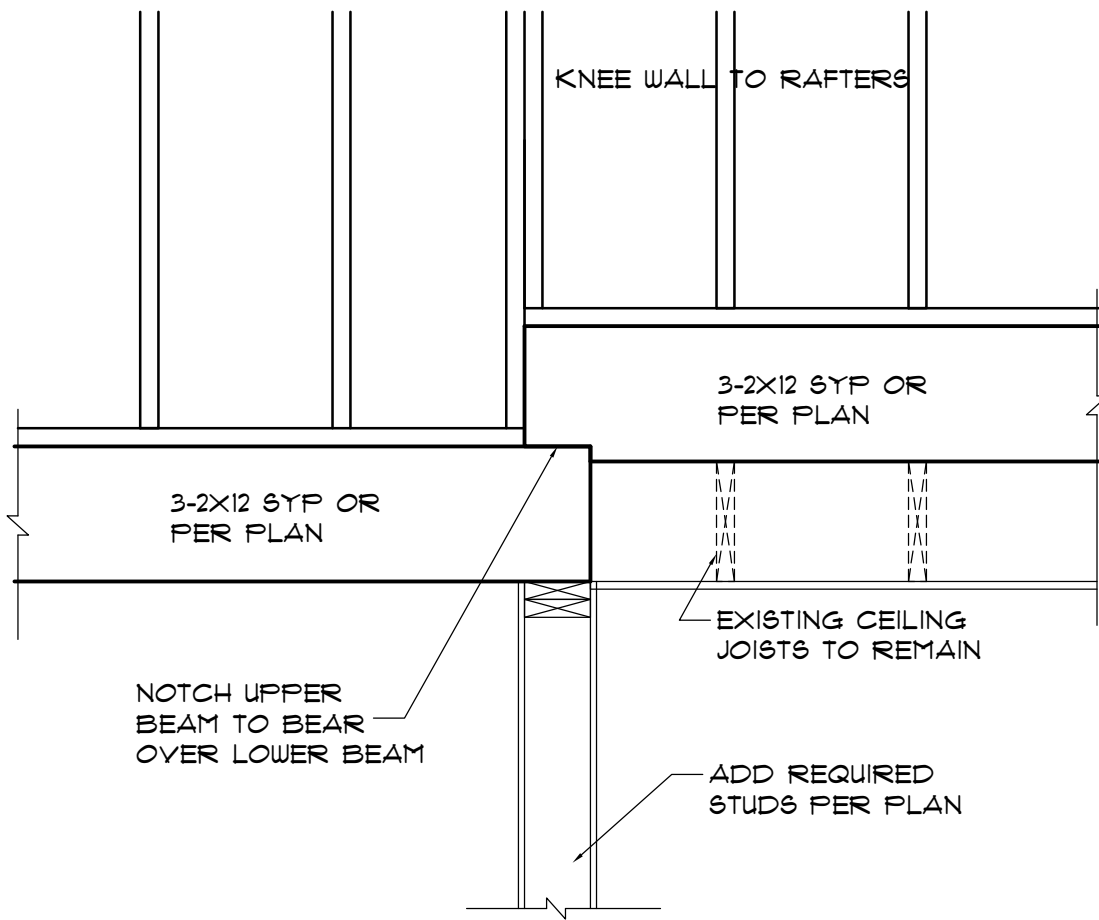 KNEE WALL TO RAFTERS
3-2X12 SYP OR
PER PLAN
3-2X12 SYP OR
PER PLAN
EXISTING CEILING
JOISTS TO REMAIN
NOTCH UPPER
BEAM TO BEAR
OVER LOWER BEAM
ADD REQUIRED
STUDS PER PLAN